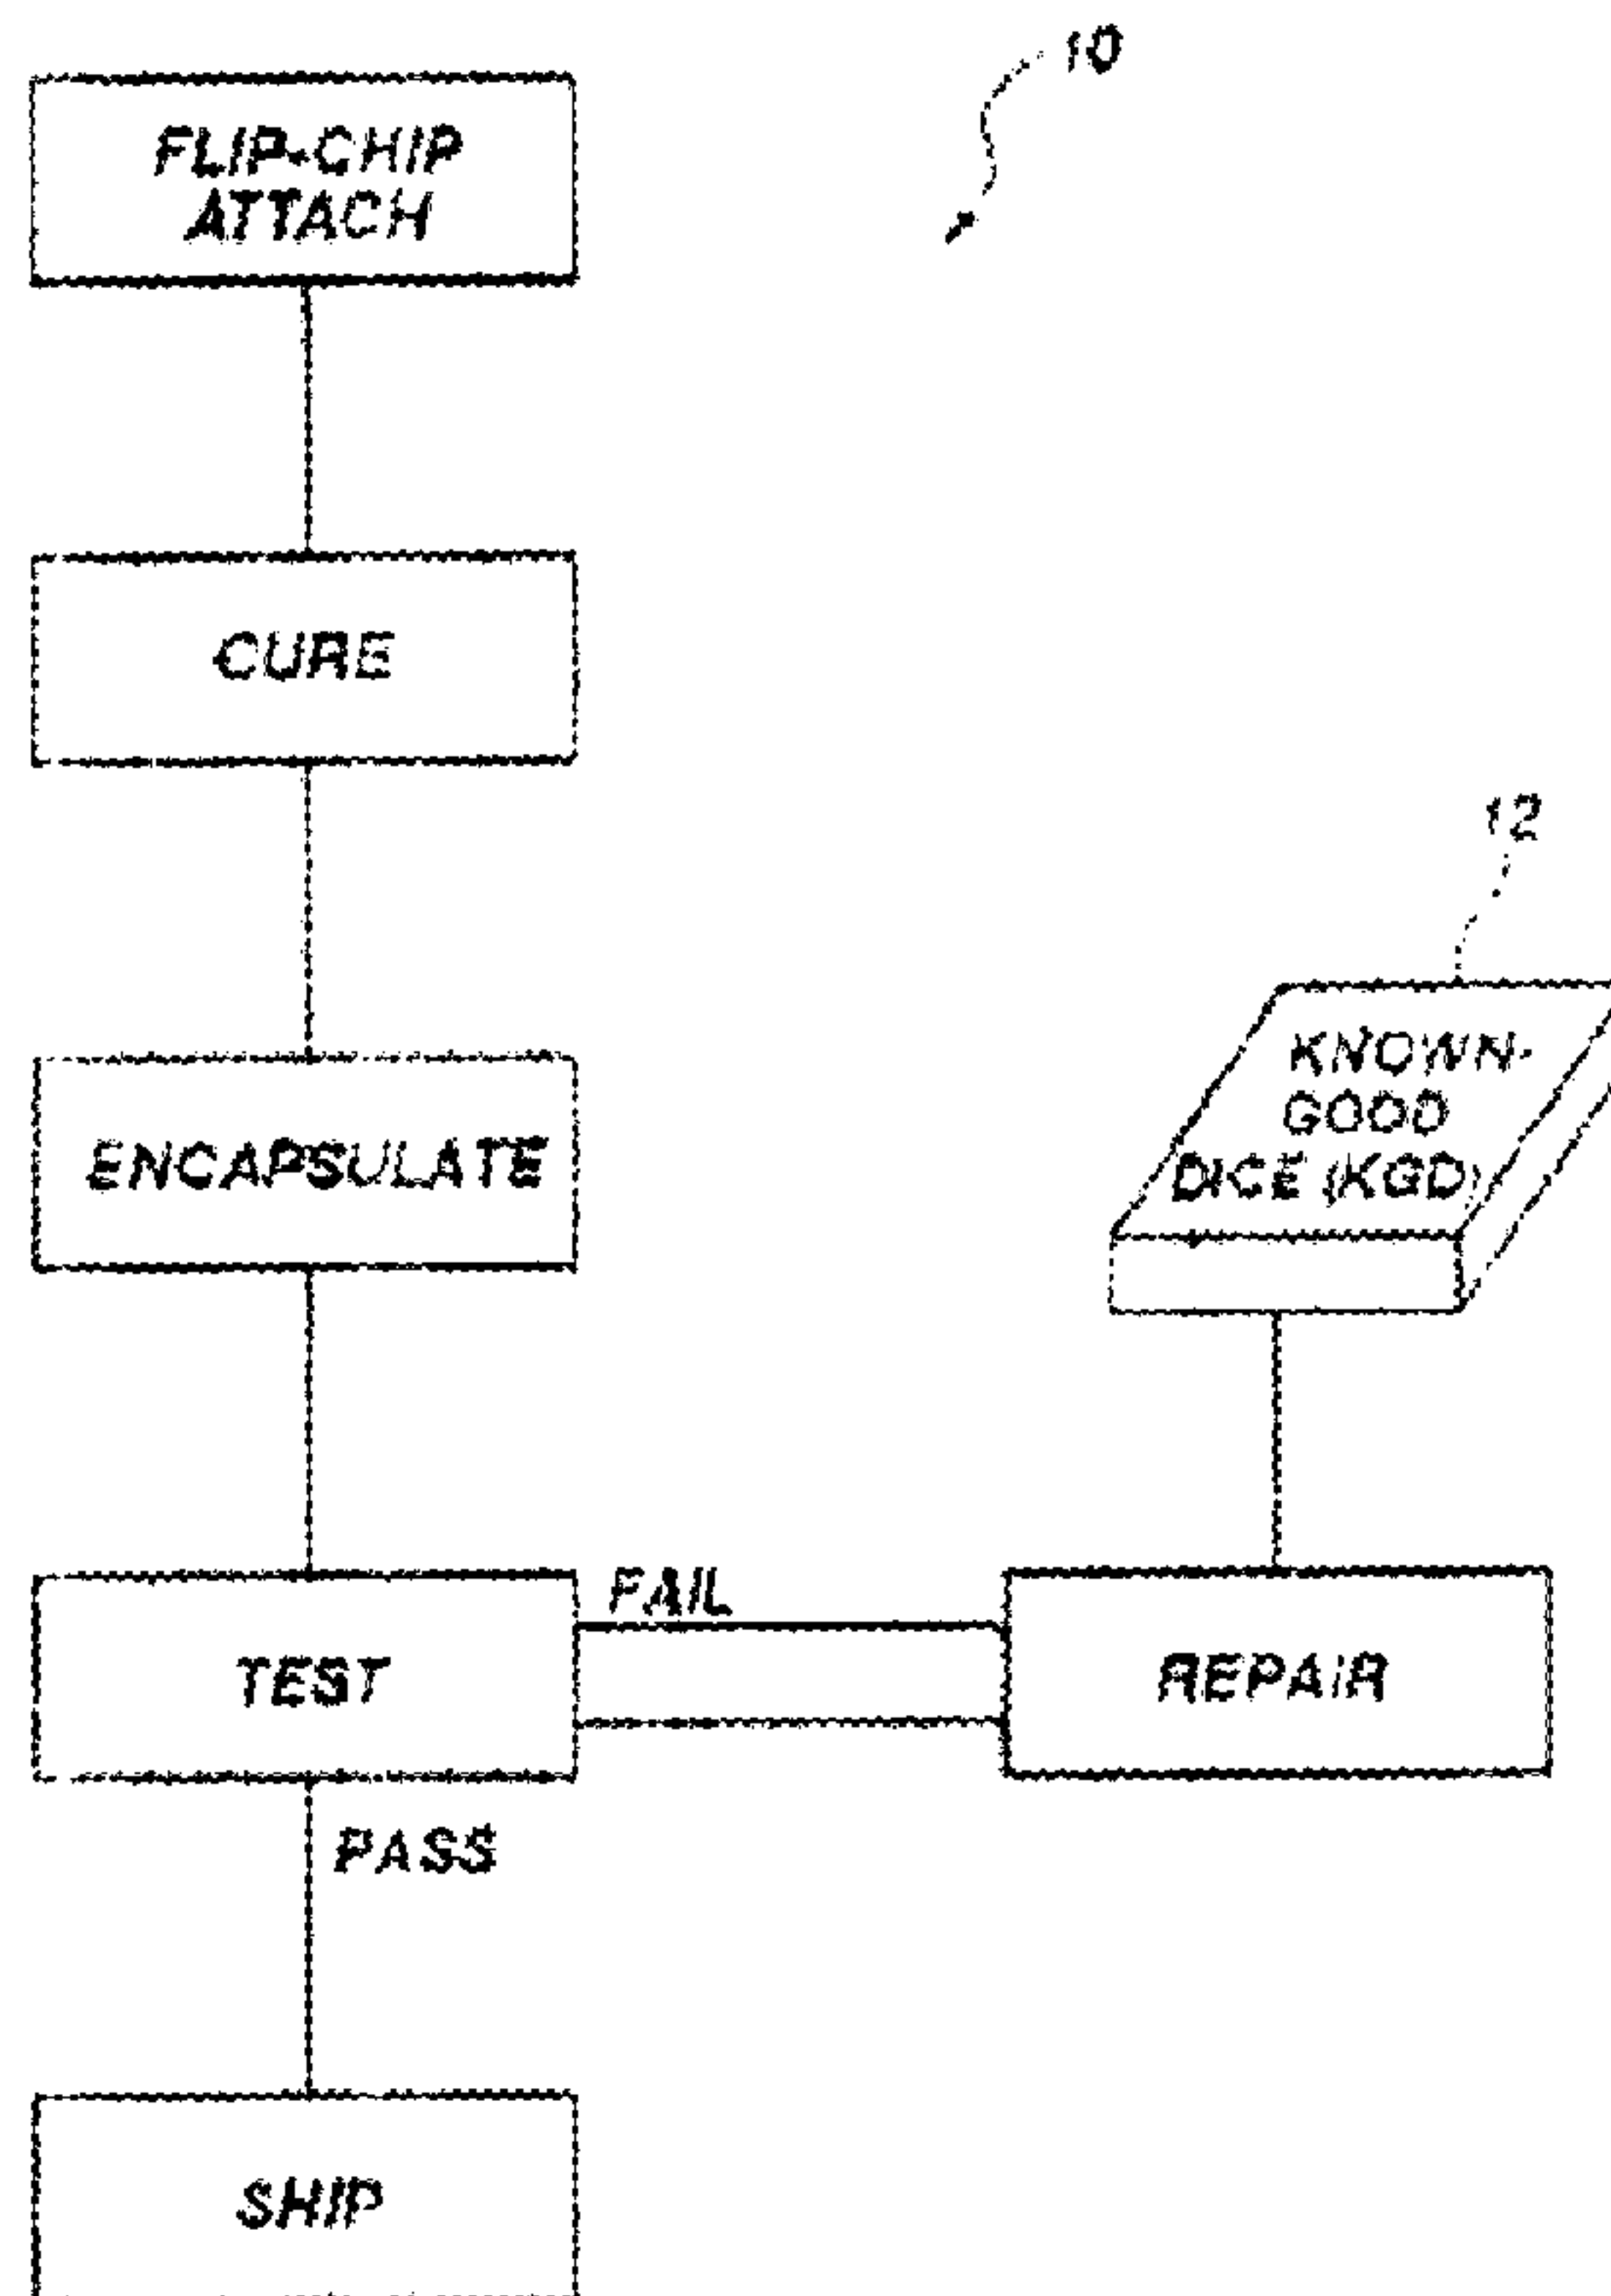 10
FLIP-CHIP
ATTACH
CURE
12
KNOWN-
GOOD
DICE (KGD)
ENCAPSULATE
FAIL
TEST
REPAIR
PASS
SHIP